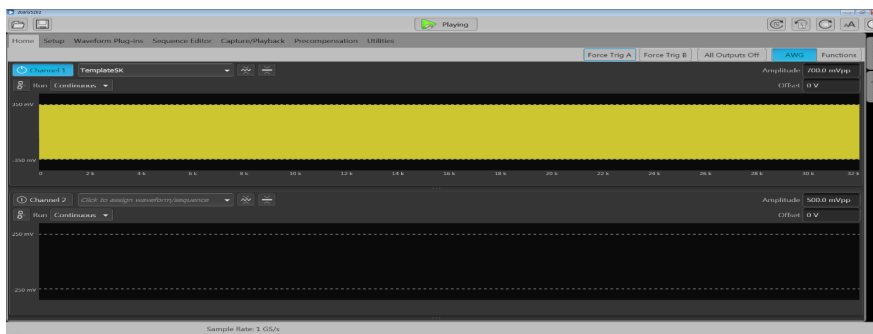 Playing
AA
Home Setup Waveform Plug-ins Sequence Editor Capture/Playback Precompensation Utilities
Force Trig A Force Trig B All Outputs Off AWG Functions
Channel 1 Template5K Amplitude 700.0 mVpp
Run Continuous Offset 0 V
350 mV
-350 mV
0 2 k 4 k 6 k 8 k 10 k 12 k 14 k 16 k 18 k 20 k 22 k 24 k 26 k 28 k 30 k 32 k
Channel 2 Click to assign waveform/sequence Amplitude 500.0 mVpp
Run Continuous Offset 0 V
250 mV
-250 mV
Sample Rate: 1 GS/s